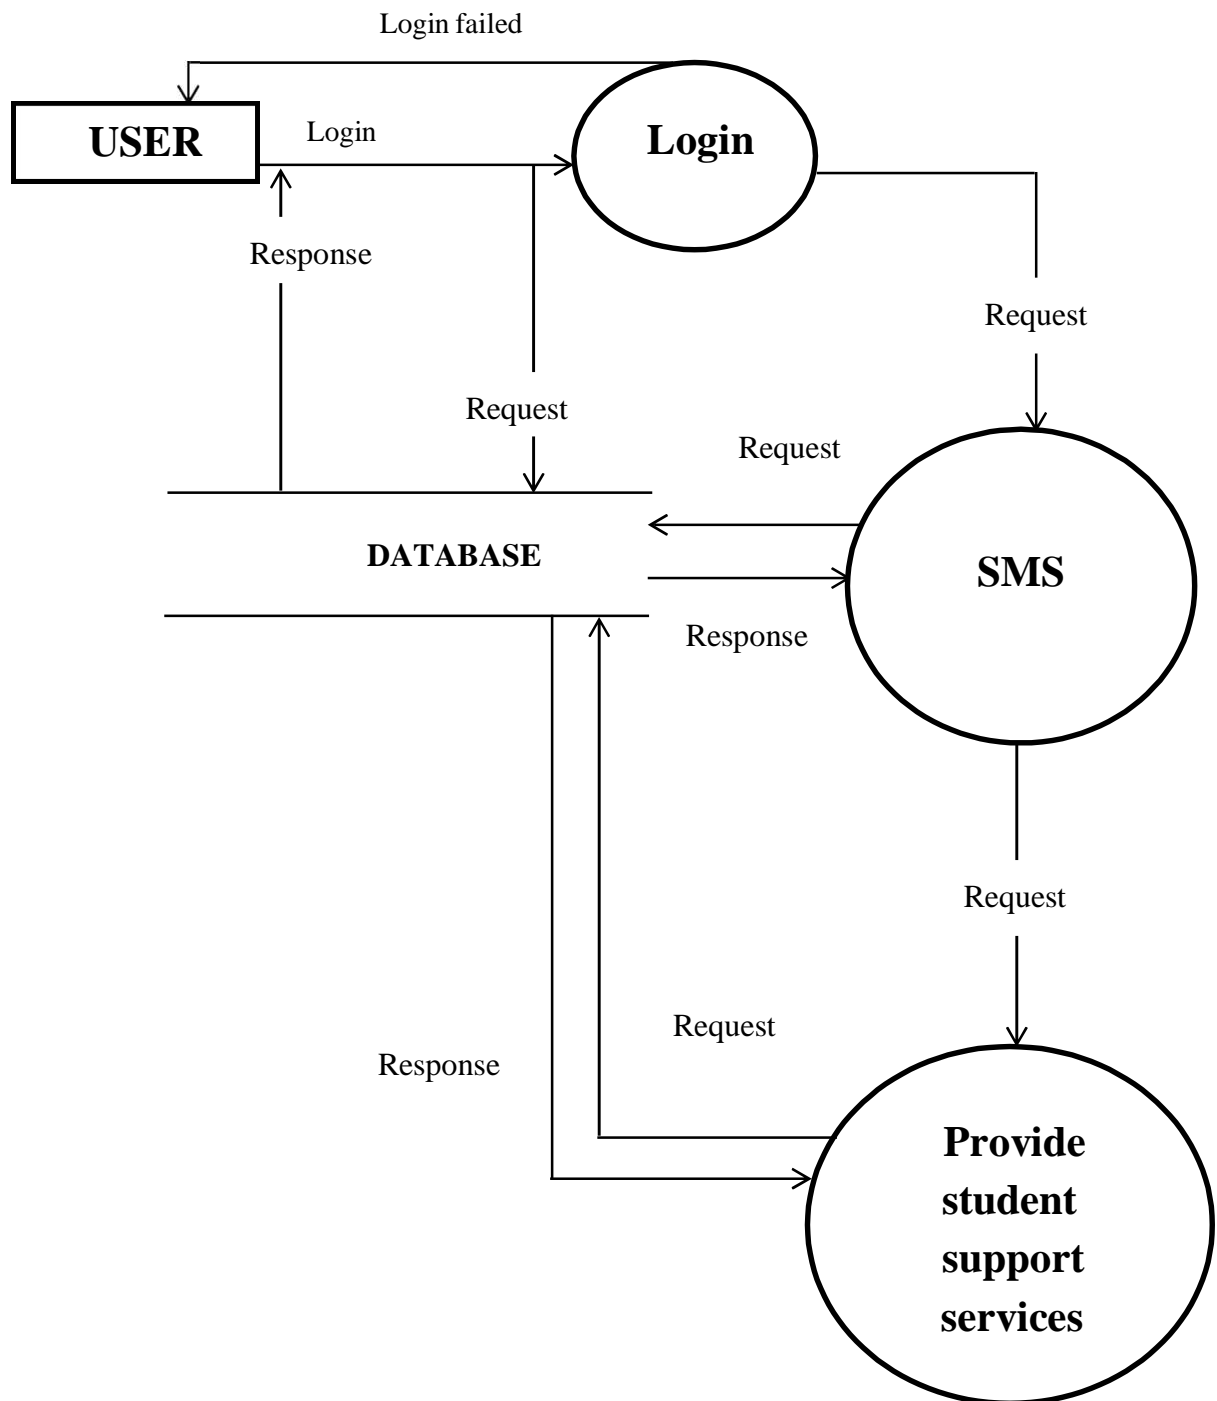 Login failed
USER
Login
Login
Response
Request
Request
Request
DATABASE
SMS
Response
Request
Request
Response
Provide
student
support
services